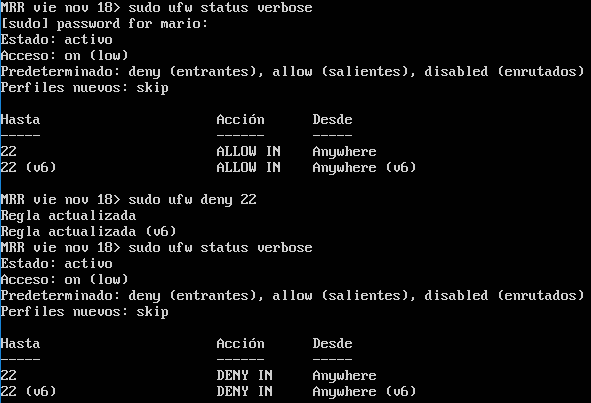 MRR vie nov 18> sudo ufw status verbose
[sudo] password for mario:
Estado: activo
Acceso: on (low)
Predeterminado: deny (entrantes), allow (salientes), disabled (enrutados)
Perfiles nuevos: skip

Hasta                      Acción      Desde
-----                      ------      -----
22                         ALLOW IN    Anywhere
22 (v6)                    ALLOW IN    Anywhere (v6)

MRR vie nov 18> sudo ufw deny 22
Regla actualizada
Regla actualizada (v6)
MRR vie nov 18> sudo ufw status verbose
Estado: activo
Acceso: on (low)
Predeterminado: deny (entrantes), allow (salientes), disabled (enrutados)
Perfiles nuevos: skip

Hasta                      Acción      Desde
-----                      ------      -----
22                         DENY IN     Anywhere
22 (v6)                    DENY IN     Anywhere (v6)